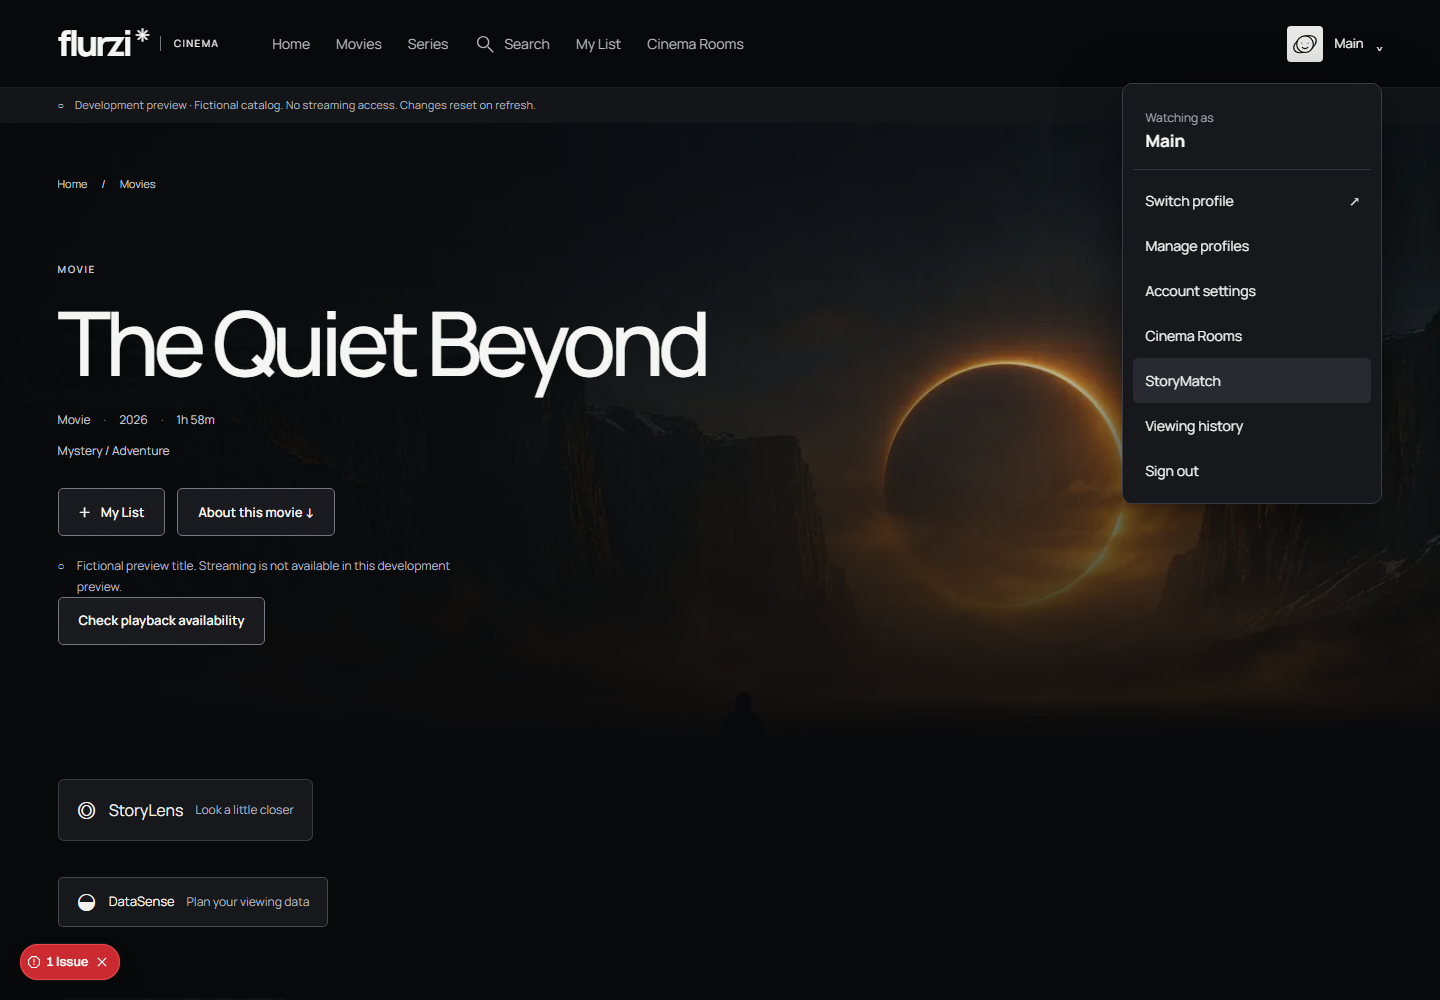 flurzi* CINEMA
Home Movies Series Search My List Cinema Rooms
Main
Development preview · Fictional catalog. No streaming access. Changes reset on refresh.
Watching as
Main
Switch profile ↗
Manage profiles
Account settings
Cinema Rooms
StoryMatch
Viewing history
Sign out
Home / Movies
MOVIE
The Quiet Beyond
Movie · 2026 · 1h 58m
Mystery / Adventure
+ My List
About this movie ↓
Fictional preview title. Streaming is not available in this development
preview.
Check playback availability
StoryLens Look a little closer
DataSense Plan your viewing data
1 Issue